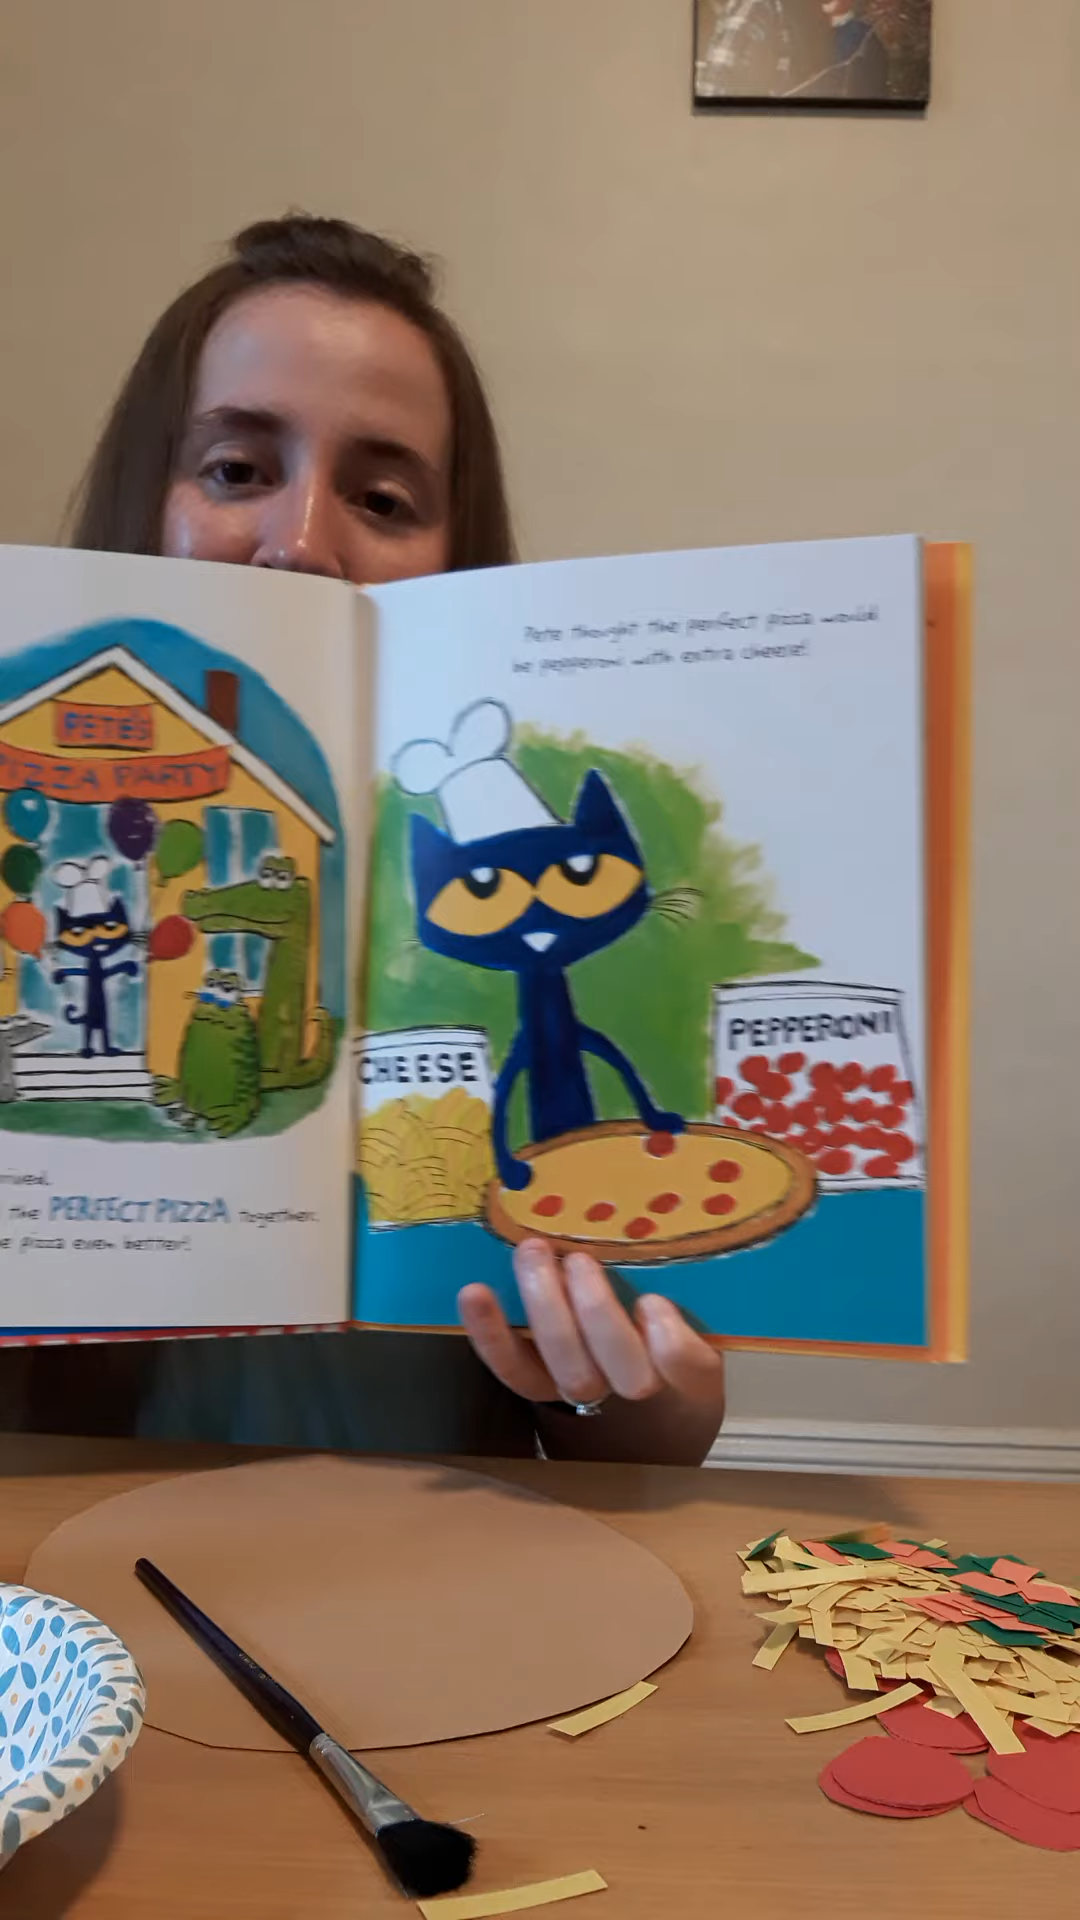 PETE'S
PIZZA PARTY
the PERFECT PIZZA together.
pizza even better!
Pete thought the perfect pizza would
be pepperoni with extra cheese!
CHEESE
PEPPERONI